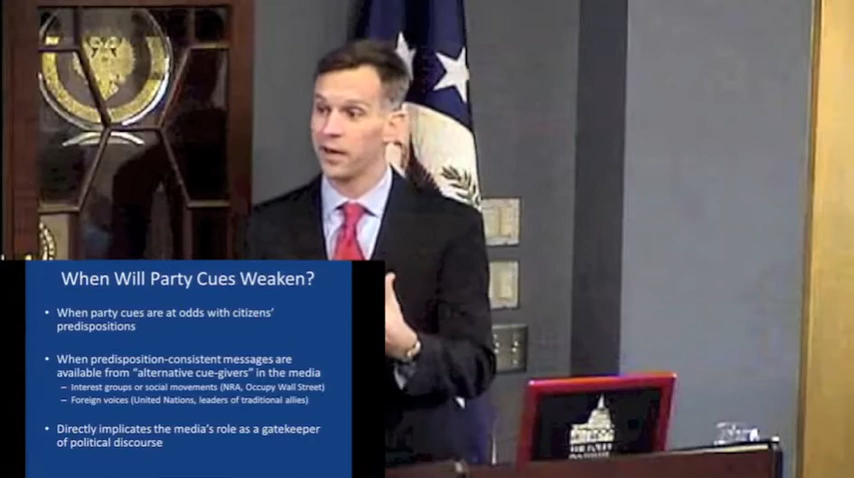 When Will Party Cues Weaken?
• When party cues are at odds with citizens'
predispositions
• When predisposition-consistent messages are
available from "alternative cue-givers" in the media
– Interest groups or social movements (NRA, Occupy Wall Street)
– Foreign voices (United Nations, leaders of traditional allies)
• Directly implicates the media's role as a gatekeeper
of political discourse